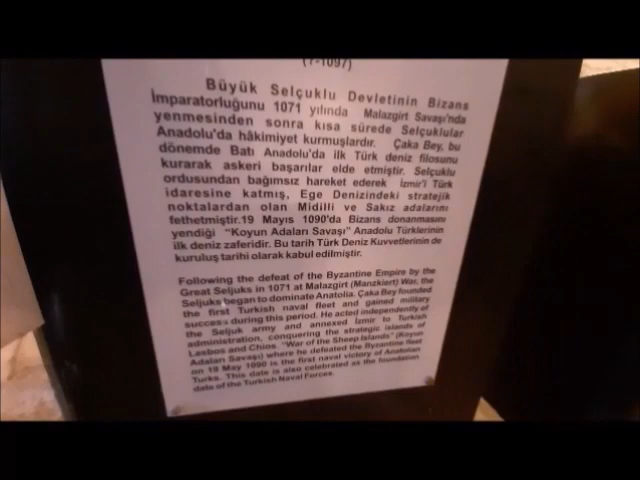 (?-1097)
Büyük Selçuklu Devletinin Bizans
İmparatorluğunu 1071 yılında Malazgirt Savaşı'nda
yenmesinden sonra kısa sürede Selçuklular
Anadolu'da hâkimiyet kurmuşlardır. Çaka Bey, bu
dönemde Batı Anadolu'da ilk Türk deniz filosunu
kurarak askeri başarılar elde etmiştir. Selçuklu
ordusundan bağımsız hareket ederek İzmir'i Türk
idaresine katmış, Ege Denizindeki stratejik
noktalardan olan Midilli ve Sakız adalarını
fethetmiştir.19 Mayıs 1090'da Bizans donanmasını
yendiği "Koyun Adaları Savaşı" Anadolu Türklerinin
ilk deniz zaferidir. Bu tarih Türk Deniz Kuvvetlerinin de
kuruluş tarihi olarak kabul edilmiştir.
Following the defeat of the Byzantine Empire by the
Great Seljuks in 1071 at Malazgirt (Manzkiert) War, the
Seljuks began to dominate Anatolia. Çaka Bey founded
the first Turkish naval fleet and gained military
success during this period. He acted independently of
the Seljuk army and annexed İzmir to Turkish
administration, conquering the strategic islands of
Lesbos and Chios. "War of the Sheep Islands" (Koyun
Adaları Savaşı) where he defeated the Byzantine fleet
on 19 May 1090 is the first naval victory of Anatolian
Turks. This date is also celebrated as the foundation
date of the Turkish Naval Forces.